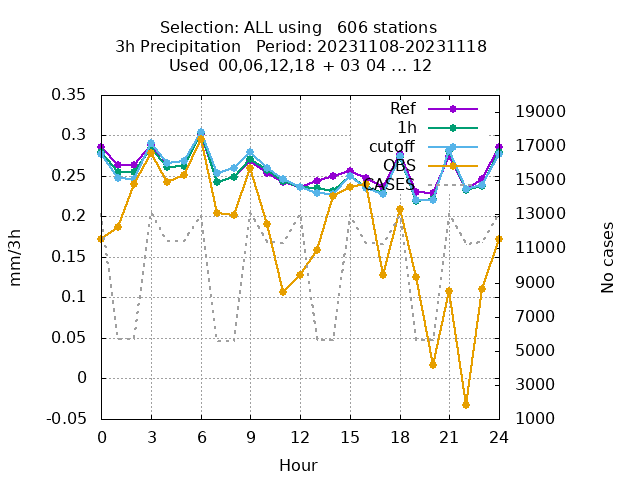 Selection: ALL using   606 stations
3h Precipitation   Period: 20231108-20231118
Used  00,06,12,18  + 03 04 ... 12
0.35
0.3
0.25
0.2
0.15
0.1
0.05
0
-0.05
mm/3h
Ref
1h
cutoff
OBS
CASES
19000
17000
15000
13000
11000
9000
7000
5000
3000
1000
No cases
0 3 6 9 12 15 18 21 24
Hour